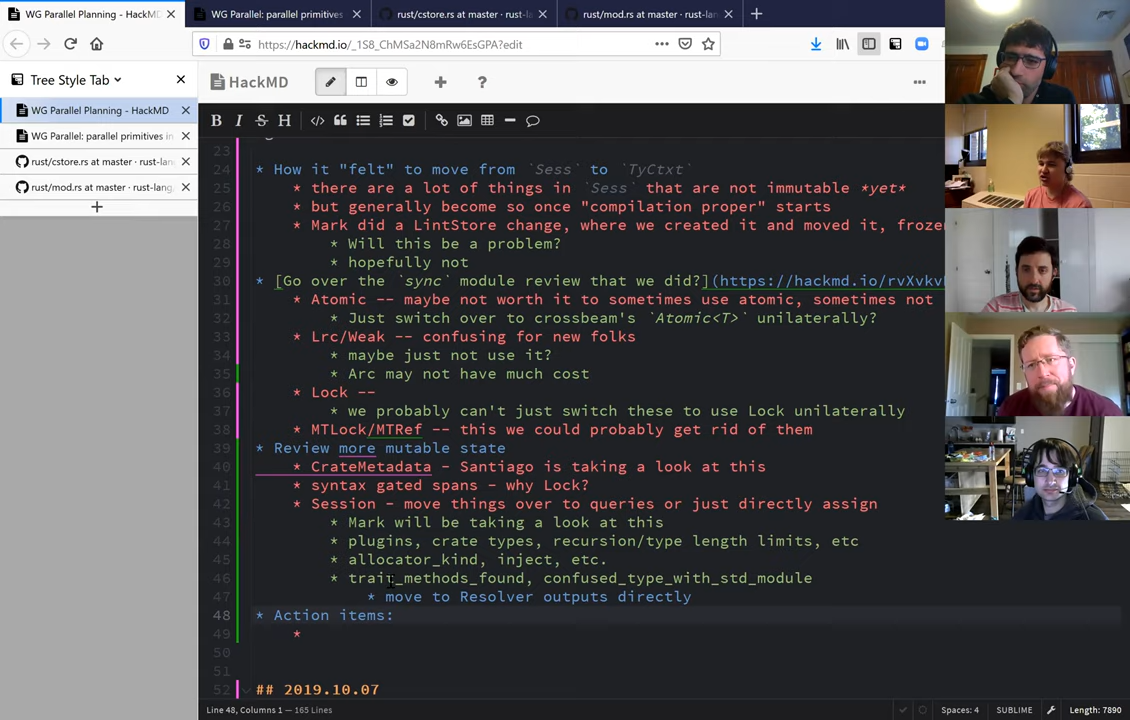 WG Parallel Planning - HackMD
WG Parallel: parallel primitives
rust/cstore.rs at master · rust-la
rust/mod.rs at master · rust-lan
https://hackmd.io/_1S8_ChMSa2N8mRw6EsGPA?edit
Tree Style Tab
HackMD
WG Parallel Planning - HackMD
WG Parallel: parallel primitives in
rust/cstore.rs at master · rust-lan
rust/mod.rs at master · rust-lang
B I S H
23
24 * How it "felt" to move from `Sess` to `TyCtxt`
25 * there are a lot of things in `Sess` that are not immutable *yet*
26 * but generally become so once "compilation proper" starts
27 * Mark did a LintStore change, where we created it and moved it, frozen
28 * Will this be a problem?
29 * hopefully not
30 * [Go over the `sync` module review that we did?](https://hackmd.io/rvXvkv
31 * Atomic -- maybe not worth it to sometimes use atomic, sometimes not
32 * Just switch over to crossbeam's `Atomic<T>` unilaterally?
33 * Lrc/Weak -- confusing for new folks
34 * maybe just not use it?
35 * Arc may not have much cost
36 * Lock --
37 * we probably can't just switch these to use Lock unilaterally
38 * MTLock/MTRef -- this we could probably get rid of them
39 * Review more mutable state
40 * CrateMetadata - Santiago is taking a look at this
41 * syntax gated spans - why Lock?
42 * Session - move things over to queries or just directly assign
43 * Mark will be taking a look at this
44 * plugins, crate types, recursion/type length limits, etc
45 * allocator_kind, inject, etc.
46 * trait_methods_found, confused_type_with_std_module
47 * move to Resolver outputs directly
48 * Action items:
49 *
50
51
52 ## 2019.10.07
Line 48, Columns 1 — 165 Lines
Spaces: 4 SUBLIME Length: 7890